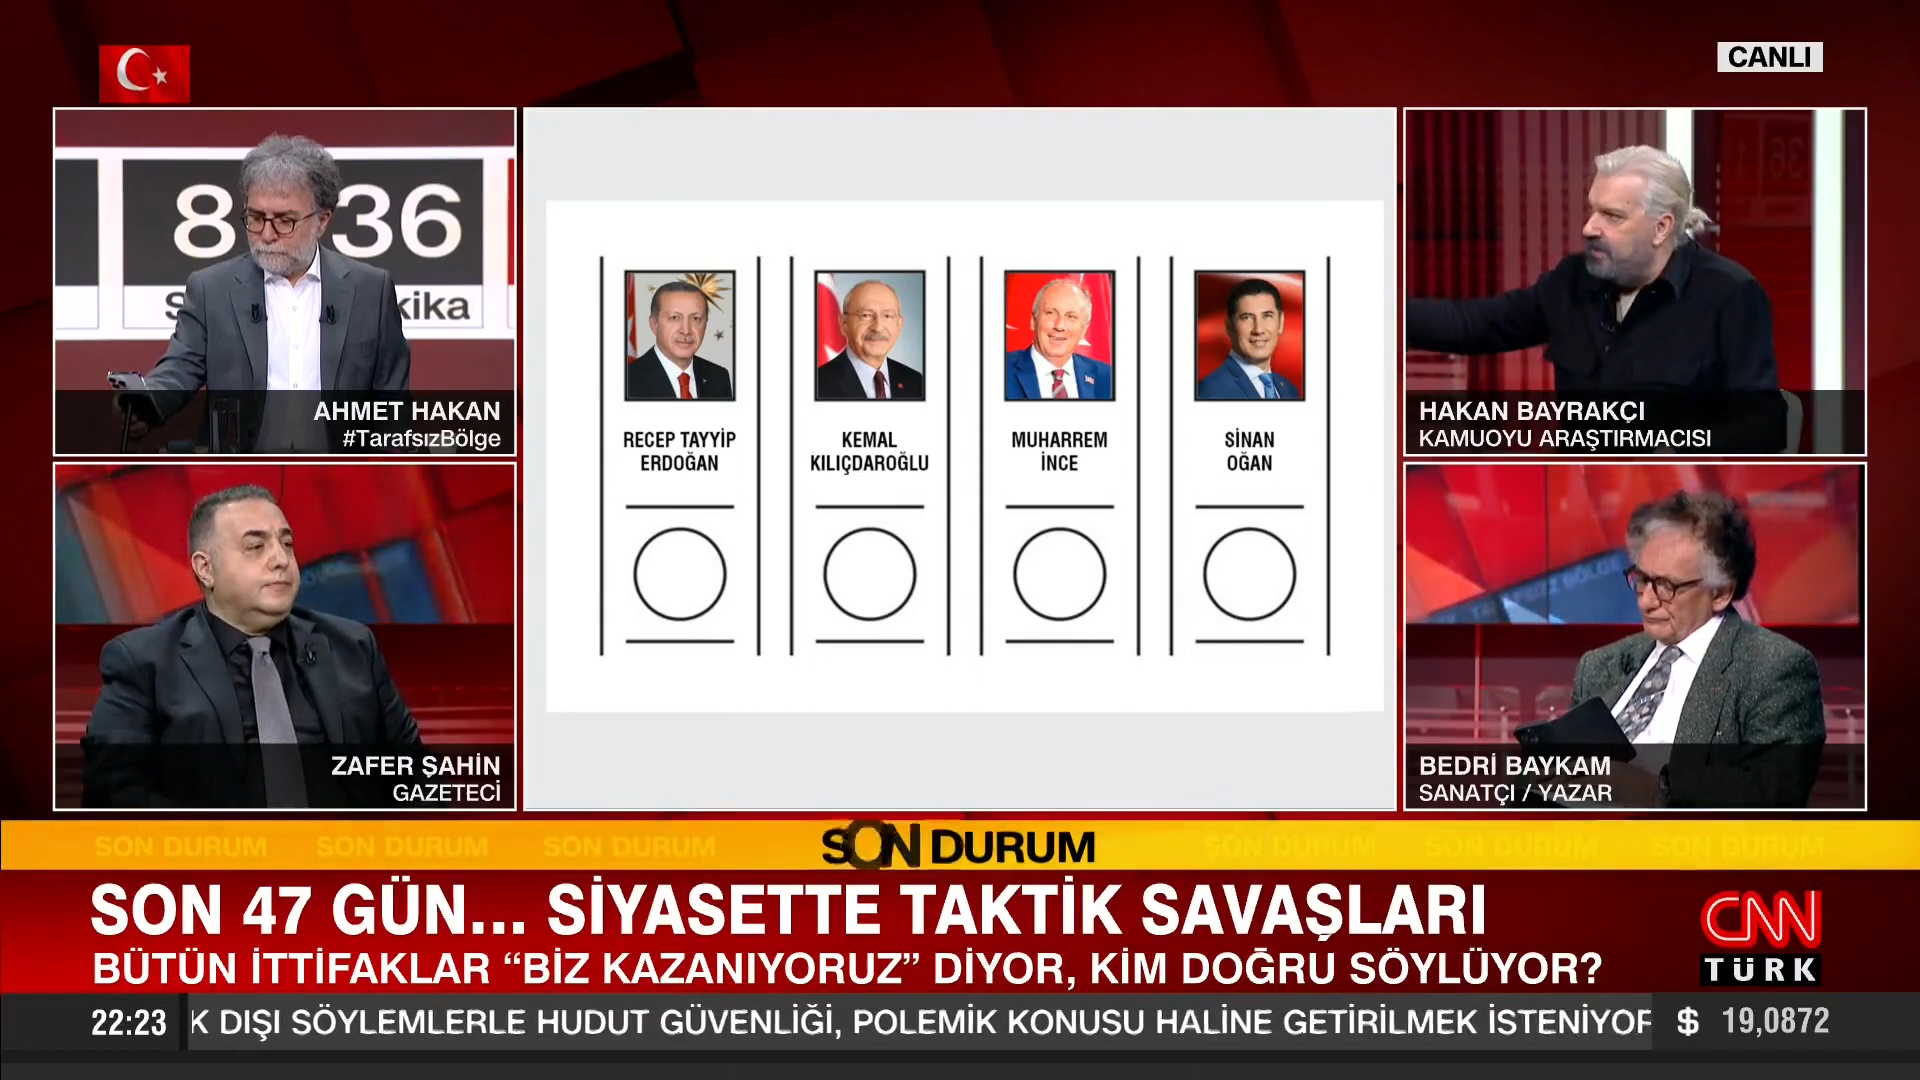 CANLI
8 36
kika
AHMET HAKAN
#TarafsızBölge
HAKAN BAYRAKÇI
KAMUOYU ARAŞTIRMACISI
RECEP TAYYİP
ERDOĞAN
KEMAL
KILIÇDAROĞLU
MUHARREM
İNCE
SİNAN
OĞAN
ZAFER ŞAHİN
GAZETECİ
BEDRİ BAYKAM
SANATÇI / YAZAR
SON DURUM SON DURUM SON DURUM SON DURUM SON DURUM SON DURUM SON DURUM
SON 47 GÜN... SİYASETTE TAKTİK SAVAŞLARI
BÜTÜN İTTİFAKLAR “BİZ KAZANIYORUZ” DİYOR, KİM DOĞRU SÖYLÜYOR?
CNN
TÜRK
22:23 K DIŞI SÖYLEMLERLE HUDUT GÜVENLİĞİ, POLEMİK KONUSU HALİNE GETİRİLMEK İSTENİYOR $ 19,0872